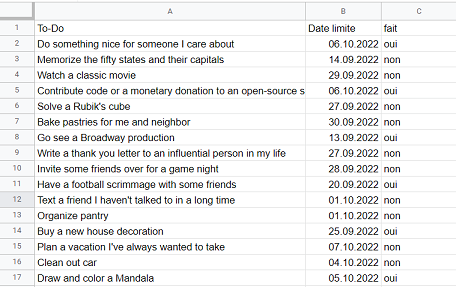 A B C
1 To-Do Date limite fait
2 Do something nice for someone I care about 06.10.2022 oui
3 Memorize the fifty states and their capitals 14.09.2022 non
4 Watch a classic movie 29.09.2022 non
5 Contribute code or a monetary donation to an open-source s 06.10.2022 oui
6 Solve a Rubik's cube 27.09.2022 non
7 Bake pastries for me and neighbor 30.09.2022 non
8 Go see a Broadway production 13.09.2022 oui
9 Write a thank you letter to an influential person in my life 27.09.2022 non
10 Invite some friends over for a game night 28.09.2022 non
11 Have a football scrimmage with some friends 20.09.2022 oui
12 Text a friend I haven't talked to in a long time 01.10.2022 non
13 Organize pantry 01.10.2022 non
14 Buy a new house decoration 25.09.2022 oui
15 Plan a vacation I've always wanted to take 07.10.2022 non
16 Clean out car 04.10.2022 non
17 Draw and color a Mandala 05.10.2022 oui